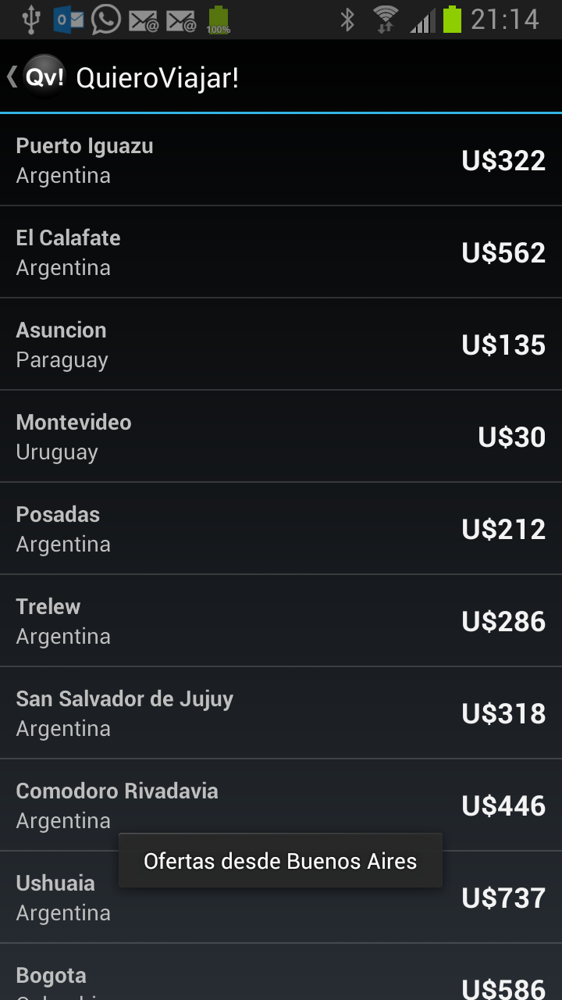 100%
21:14
Qv! QuieroViajar!
Puerto Iguazu
Argentina
U$322
El Calafate
Argentina
U$562
Asuncion
Paraguay
U$135
Montevideo
Uruguay
U$30
Posadas
Argentina
U$212
Trelew
Argentina
U$286
San Salvador de Jujuy
Argentina
U$318
Comodoro Rivadavia
Argentina
U$446
Ofertas desde Buenos Aires
Ushuaia
Argentina
U$737
Bogota
U$586